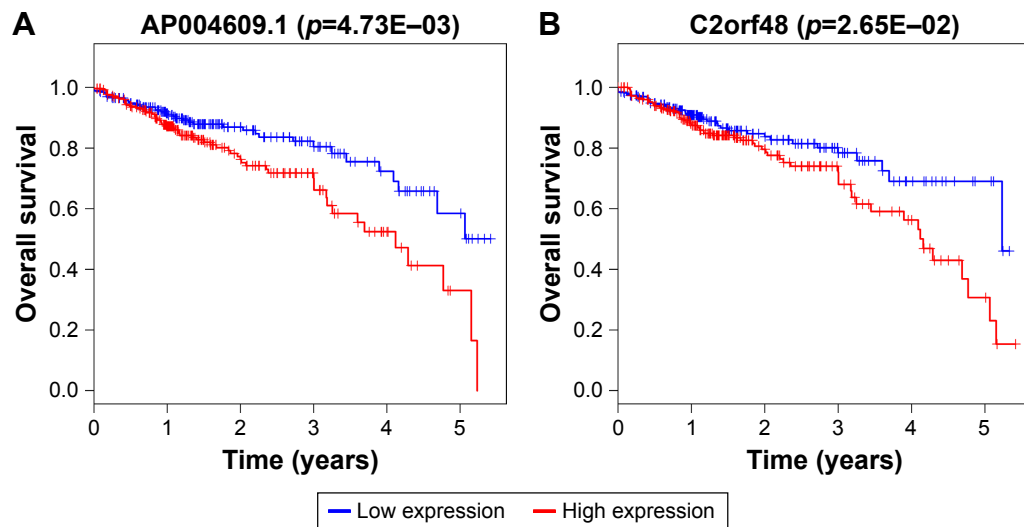 A AP004609.1 (p=4.73E–03)
1.0
0.8
0.6
0.4
0.2
0.0
Overall survival
0 1 2 3 4 5
Time (years)
B C2orf48 (p=2.65E–02)
1.0
0.8
0.6
0.4
0.2
0.0
Overall survival
0 1 2 3 4 5
Time (years)
Low expression High expression